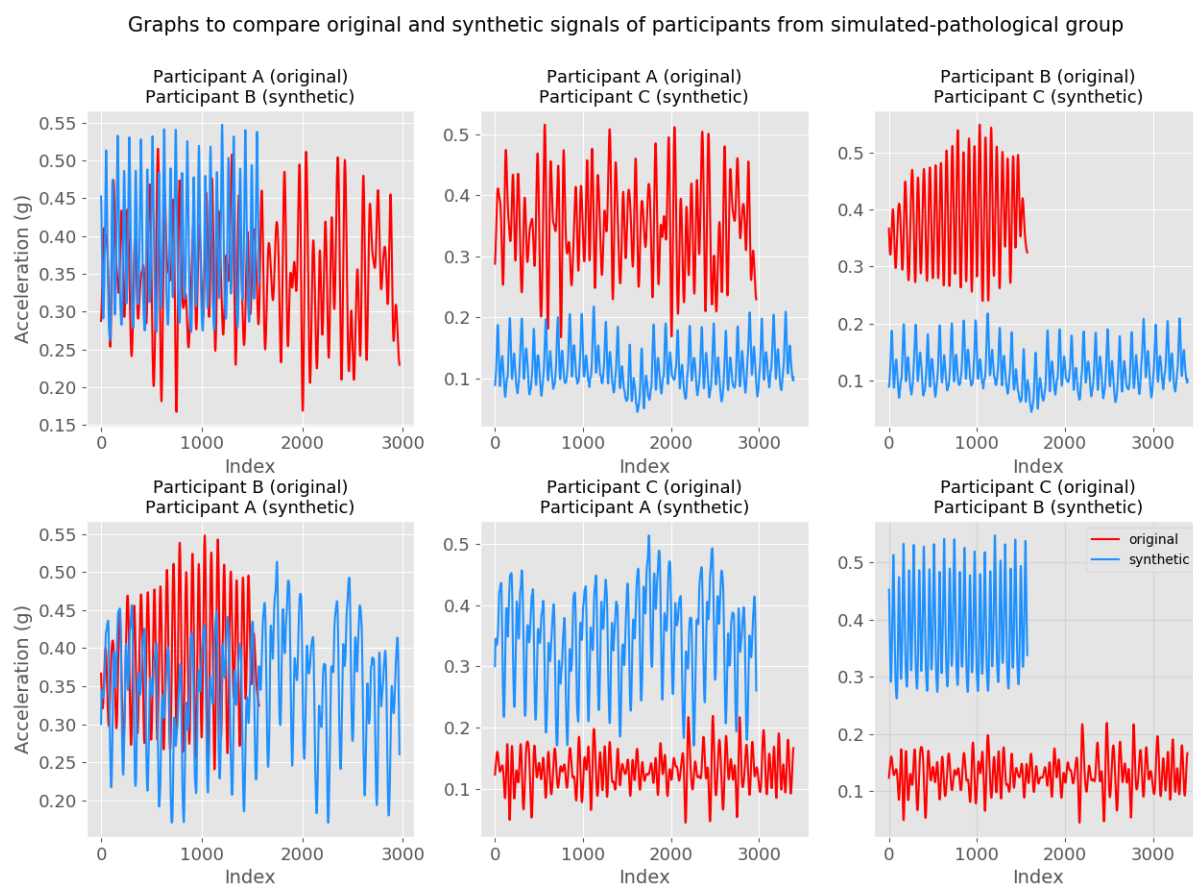 Graphs to compare original and synthetic signals of participants from simulated-pathological group
Participant A (original)
Participant B (synthetic)
Acceleration (g)
0.55
0.50
0.45
0.40
0.35
0.30
0.25
0.20
0.15
0
1000
2000
3000
Index
Participant A (original)
Participant C (synthetic)
0.5
0.4
0.3
0.2
0.1
0
1000
2000
3000
Index
Participant B (original)
Participant C (synthetic)
0.5
0.4
0.3
0.2
0.1
0
1000
2000
3000
Index
Participant B (original)
Participant A (synthetic)
Acceleration (g)
0.55
0.50
0.45
0.40
0.35
0.30
0.25
0.20
0
1000
2000
3000
Index
Participant C (original)
Participant A (synthetic)
0.5
0.4
0.3
0.2
0.1
0
1000
2000
3000
Index
Participant C (original)
Participant B (synthetic)
original
synthetic
0.5
0.4
0.3
0.2
0.1
0
1000
2000
3000
Index